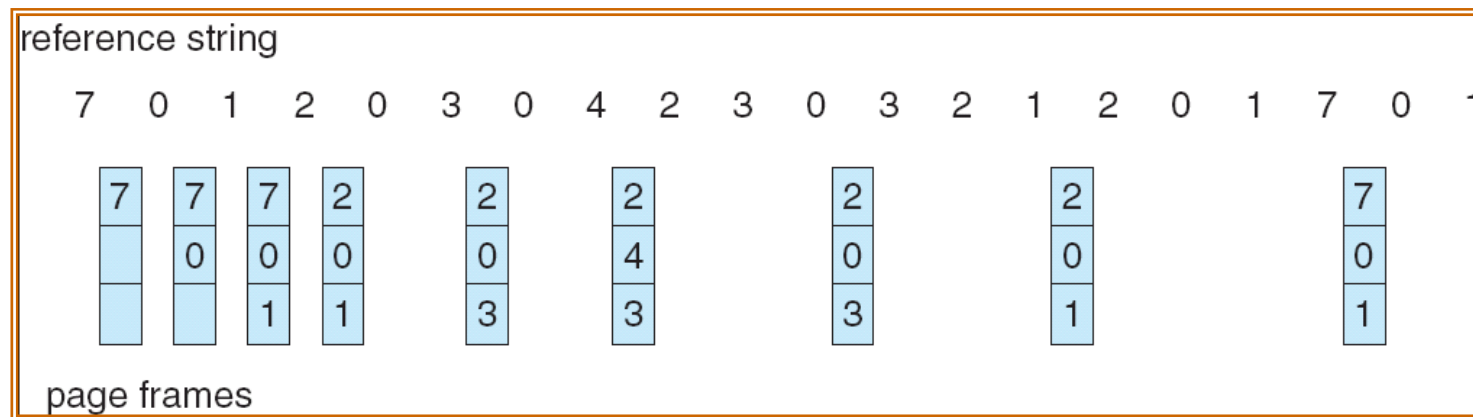 reference string
7 0 1 2 0 3 0 4 2 3 0 3 2 1 2 0 1 7 0 1
7 7 7 2 2 2 2 2 7
0 0 0 0 4 0 0 0
1 1 3 3 3 1 1
page frames